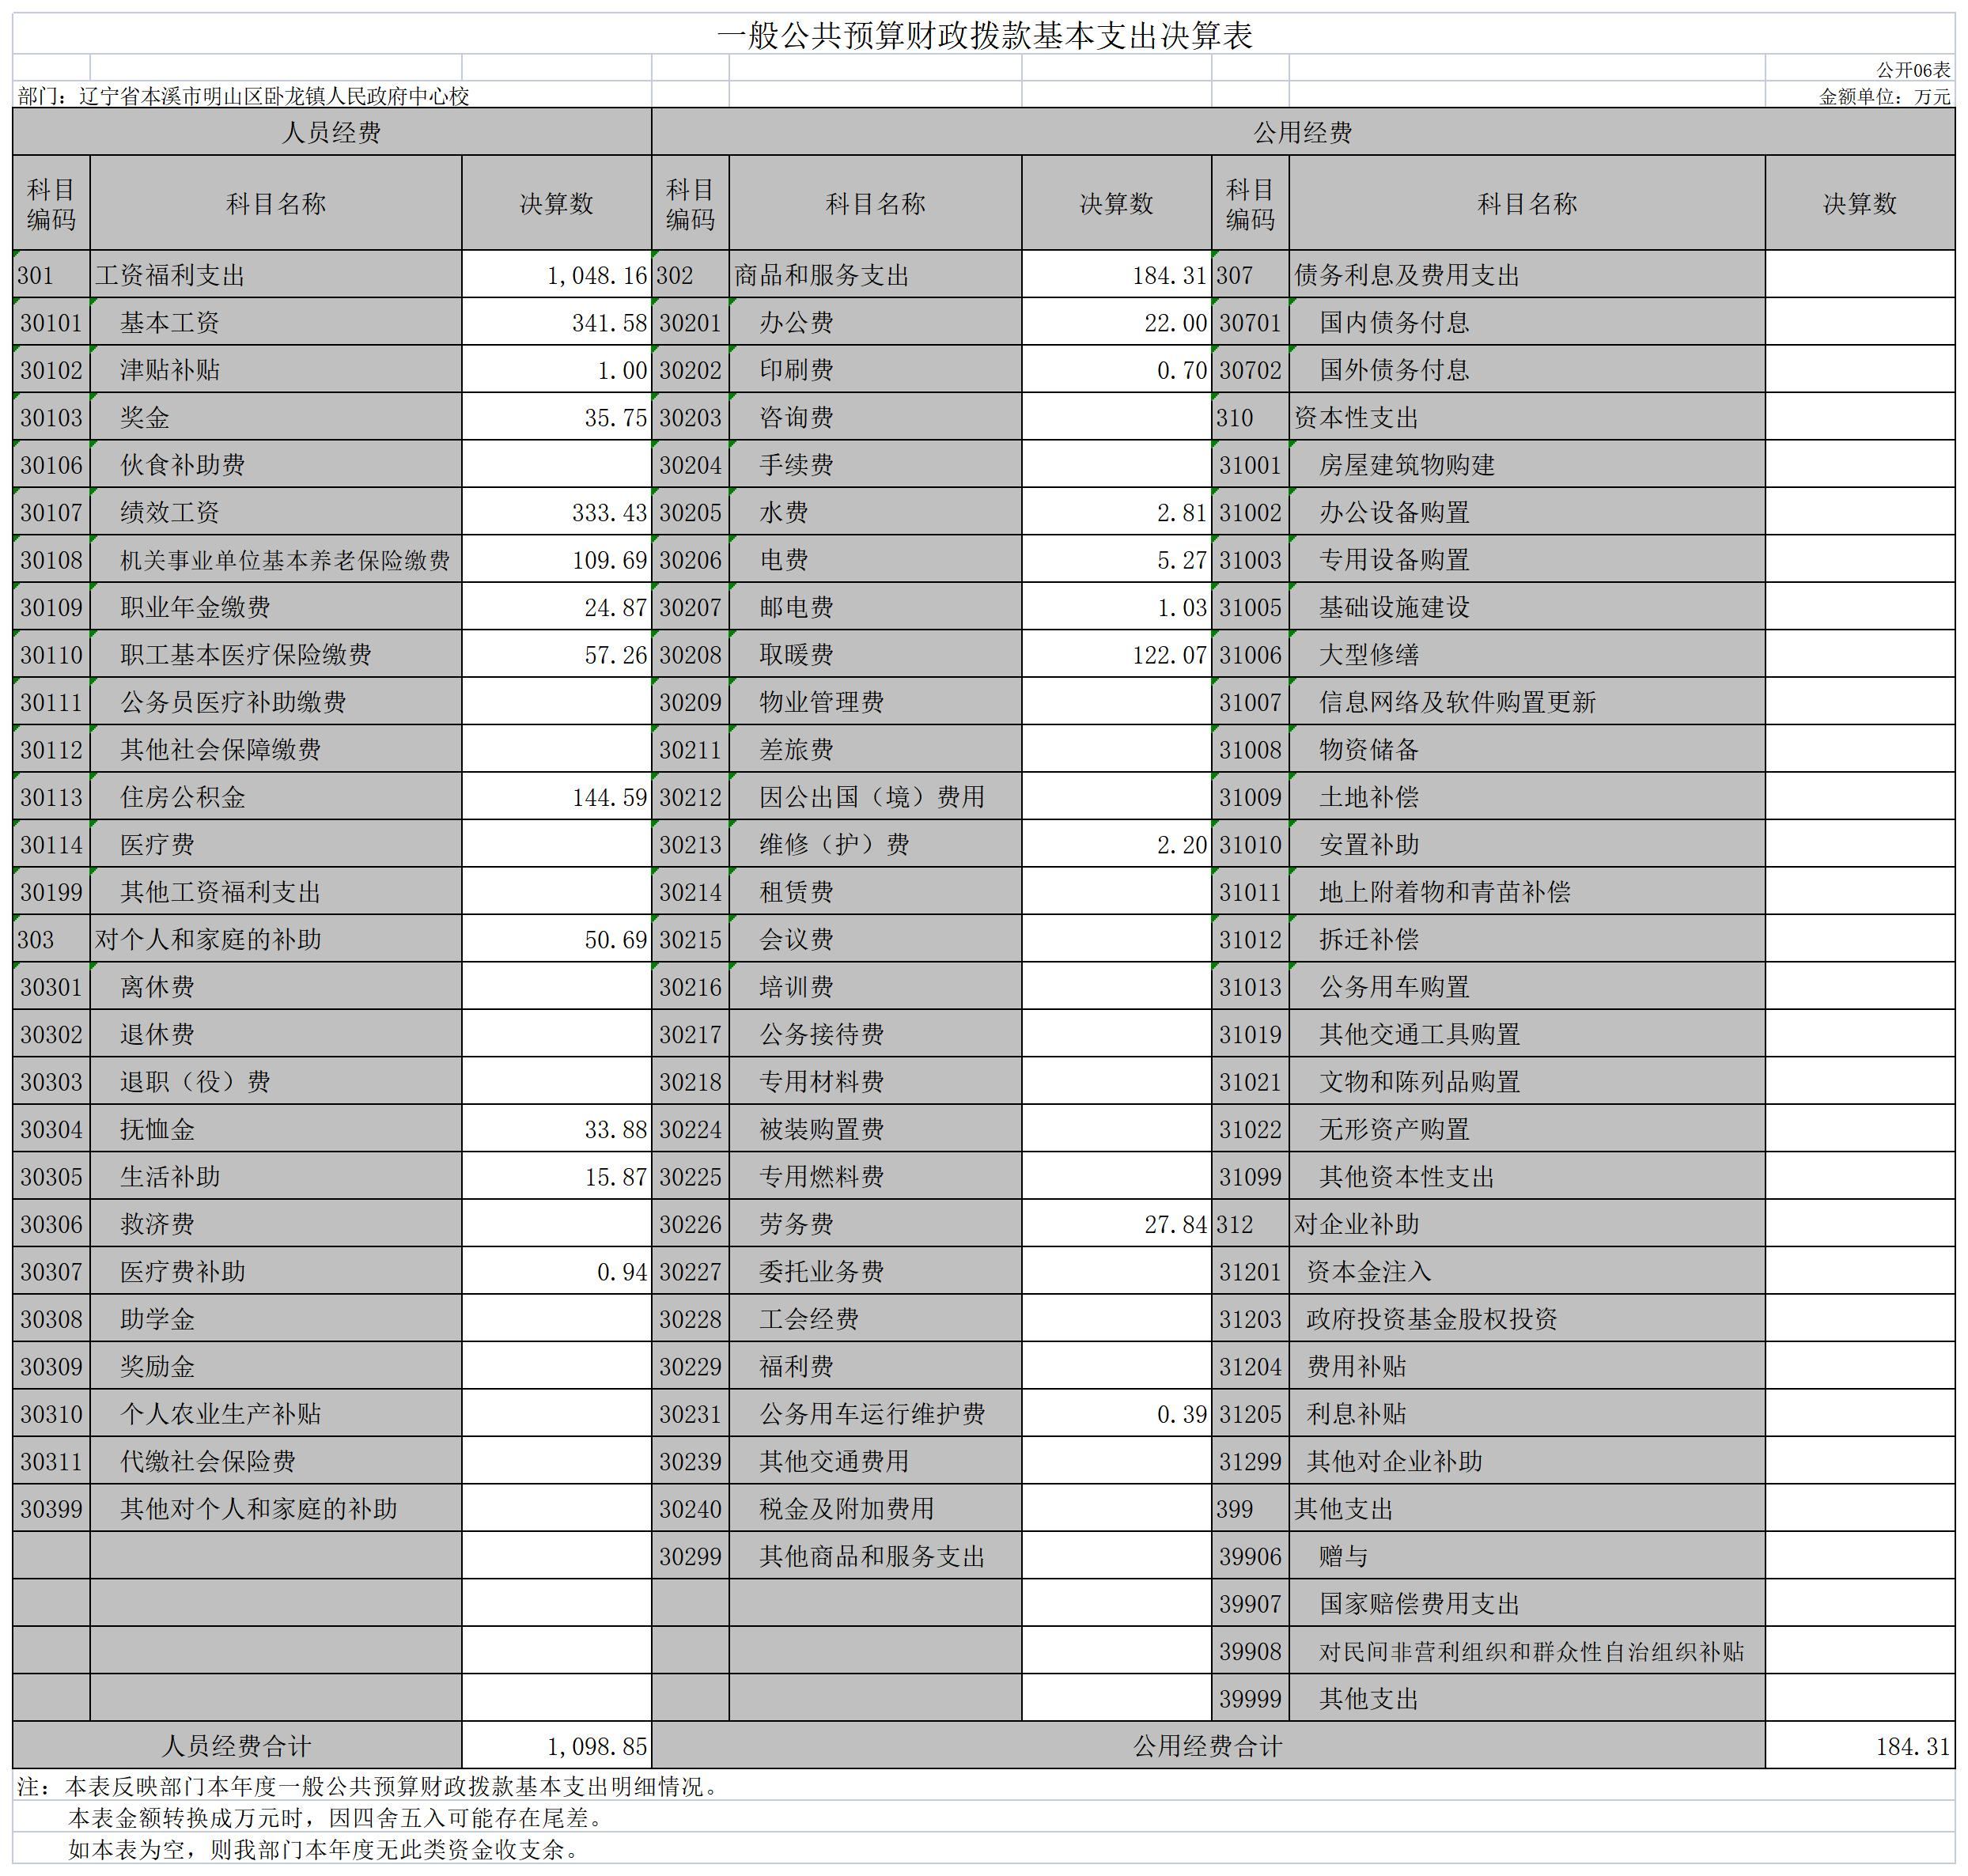 一般公共预算财政拨款基本支出决算表
公开06表
部门：辽宁省本溪市明山区卧龙镇人民政府中心校 金额单位：万元
人员经费 公用经费
科目编码 科目名称 决算数 科目编码 科目名称 决算数 科目编码 科目名称 决算数
301 工资福利支出 1,048.16 302 商品和服务支出 184.31 307 债务利息及费用支出
30101 基本工资 341.58 30201 办公费 22.00 30701 国内债务付息
30102 津贴补贴 1.00 30202 印刷费 0.70 30702 国外债务付息
30103 奖金 35.75 30203 咨询费 310 资本性支出
30106 伙食补助费 30204 手续费 31001 房屋建筑物购建
30107 绩效工资 333.43 30205 水费 2.81 31002 办公设备购置
30108 机关事业单位基本养老保险缴费 109.69 30206 电费 5.27 31003 专用设备购置
30109 职业年金缴费 24.87 30207 邮电费 1.03 31005 基础设施建设
30110 职工基本医疗保险缴费 57.26 30208 取暖费 122.07 31006 大型修缮
30111 公务员医疗补助缴费 30209 物业管理费 31007 信息网络及软件购置更新
30112 其他社会保障缴费 30211 差旅费 31008 物资储备
30113 住房公积金 144.59 30212 因公出国（境）费用 31009 土地补偿
30114 医疗费 30213 维修（护）费 2.20 31010 安置补助
30199 其他工资福利支出 30214 租赁费 31011 地上附着物和青苗补偿
303 对个人和家庭的补助 50.69 30215 会议费 31012 拆迁补偿
30301 离休费 30216 培训费 31013 公务用车购置
30302 退休费 30217 公务接待费 31019 其他交通工具购置
30303 退职（役）费 30218 专用材料费 31021 文物和陈列品购置
30304 抚恤金 33.88 30224 被装购置费 31022 无形资产购置
30305 生活补助 15.87 30225 专用燃料费 31099 其他资本性支出
30306 救济费 30226 劳务费 27.84 312 对企业补助
30307 医疗费补助 0.94 30227 委托业务费 31201 资本金注入
30308 助学金 30228 工会经费 31203 政府投资基金股权投资
30309 奖励金 30229 福利费 31204 费用补贴
30310 个人农业生产补贴 30231 公务用车运行维护费 0.39 31205 利息补贴
30311 代缴社会保险费 30239 其他交通费用 31299 其他对企业补助
30399 其他对个人和家庭的补助 30240 税金及附加费用 399 其他支出
30299 其他商品和服务支出 39906 赠与
39907 国家赔偿费用支出
39908 对民间非营利组织和群众性自治组织补贴
39999 其他支出
人员经费合计 1,098.85 公用经费合计 184.31
注：本表反映部门本年度一般公共预算财政拨款基本支出明细情况。
本表金额转换成万元时，因四舍五入可能存在尾差。
如本表为空，则我部门本年度无此类资金收支余。